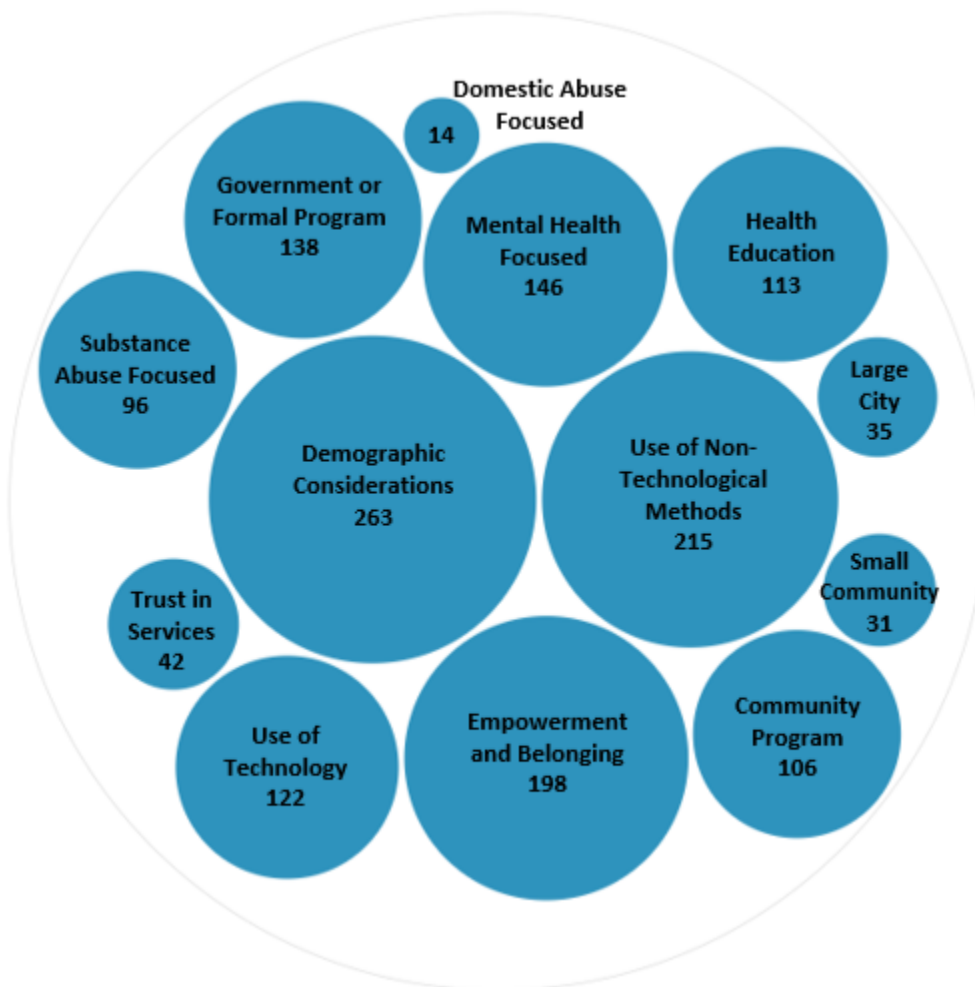 Domestic Abuse
Focused
14
Government or
Formal Program
138
Mental Health
Focused
146
Health
Education
113
Substance
Abuse Focused
96
Large
City
35
Demographic
Considerations
263
Use of Non-
Technological
Methods
215
Small
Community
31
Trust in
Services
42
Use of
Technology
122
Empowerment
and Belonging
198
Community
Program
106